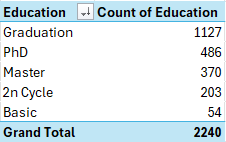 Education Count of Education
Graduation 1127
PhD 486
Master 370
2n Cycle 203
Basic 54
Grand Total 2240